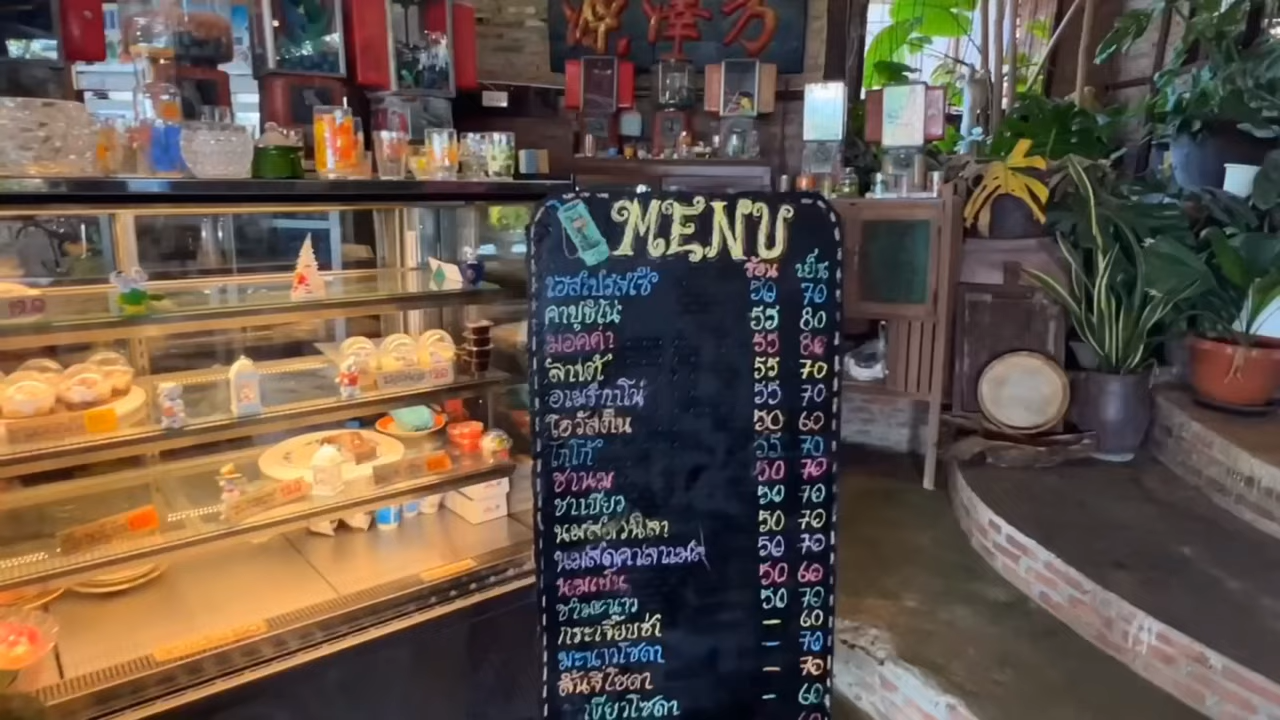 源 澤 芳
MENU
ร้อน เย็น
เอสเปรสโซ่ 50 70
คาปูชิโน่ 55 80
มอคค่า 55 80
ลาเต้ 55 70
อเมริกาโน่ 55 70
โอวัลติน 50 60
โกโก้ 55 70
ชานม 50 70
ชาเขียว 50 70
นมสดวนิลา 50 70
นมสดคาราเมล 50 70
นมเย็น 50 60
ชามะนาว 50 70
กระเจี๊ยบซ่า - 60
มะนาวโซดา - 70
ลิ้นจี่โซดา - 70
เขียวโซดา - 60